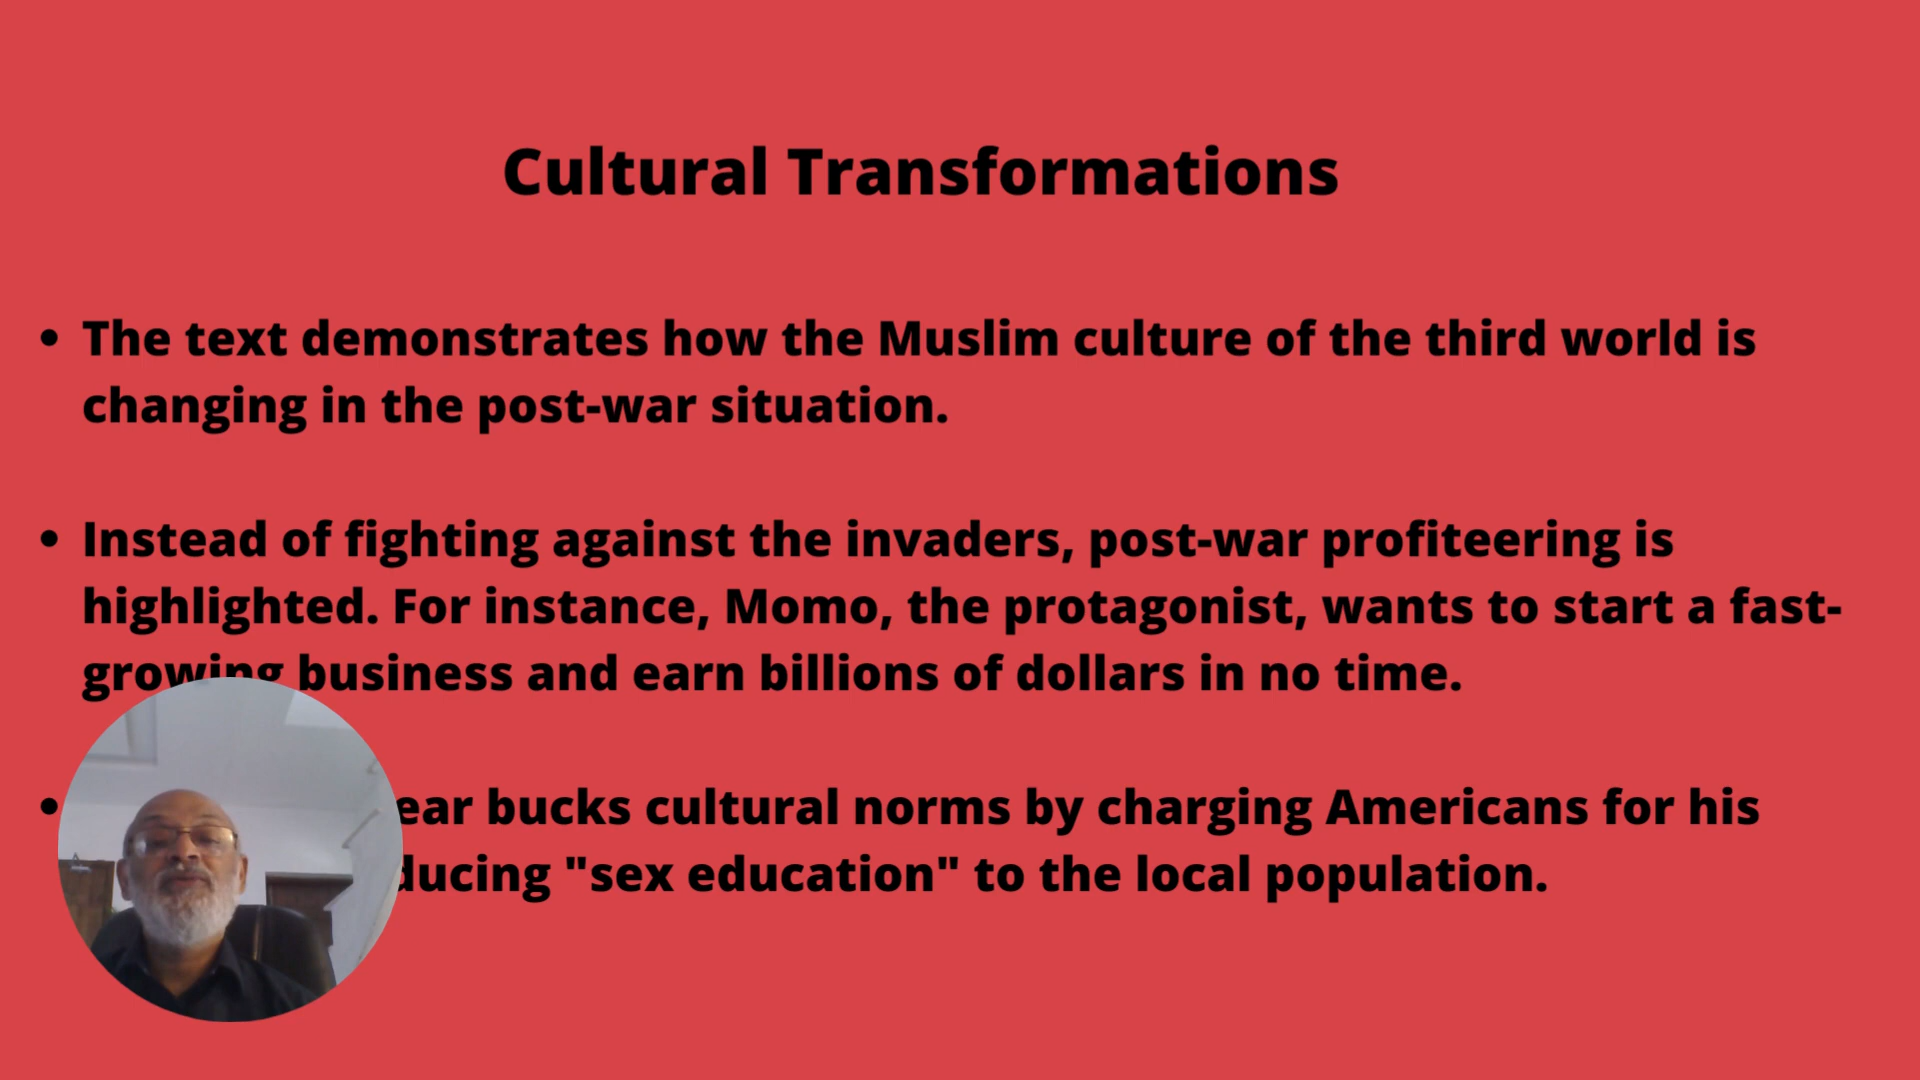 Cultural Transformations
• The text demonstrates how the Muslim culture of the third world is
changing in the post-war situation.
• Instead of fighting against the invaders, post-war profiteering is
highlighted. For instance, Momo, the protagonist, wants to start a fast-
growing business and earn billions of dollars in no time.
• bucks cultural norms by charging Americans for his
"sex education" to the local population.